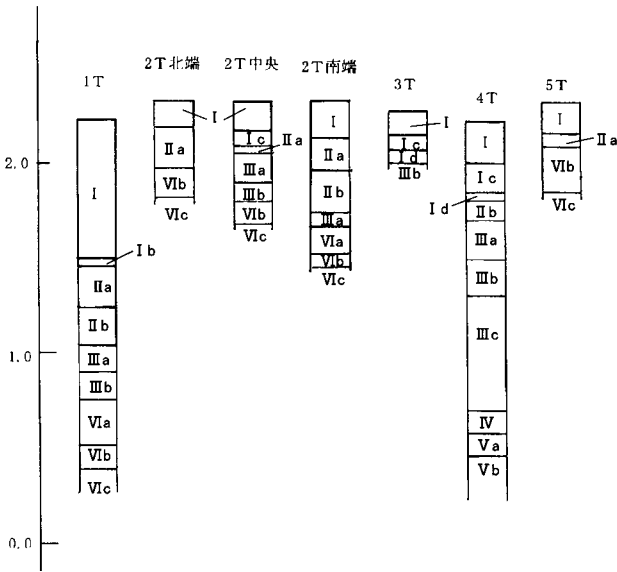 1T
2T北端
2T中央
2T南端
3T
4T
5T
2.0
1.0
0.0
Ⅰ
Ⅰb
Ⅱa
Ⅱb
Ⅲa
Ⅲb
Ⅵa
Ⅵb
Ⅵc
Ⅰ
Ⅱa
Ⅵb
Ⅵc
Ⅰc
Ⅱa
Ⅲa
Ⅲb
Ⅵb
Ⅵc
Ⅰ
Ⅱa
Ⅱb
Ⅲa
Ⅵa
Ⅵb
Ⅵc
Ⅰ
Ⅰc
Ⅰd
Ⅲb
Ⅰ
Ⅰc
Ⅰd
Ⅱb
Ⅲa
Ⅲb
Ⅲc
Ⅳ
Ⅴa
Ⅴb
Ⅰ
Ⅱa
Ⅵb
Ⅵc